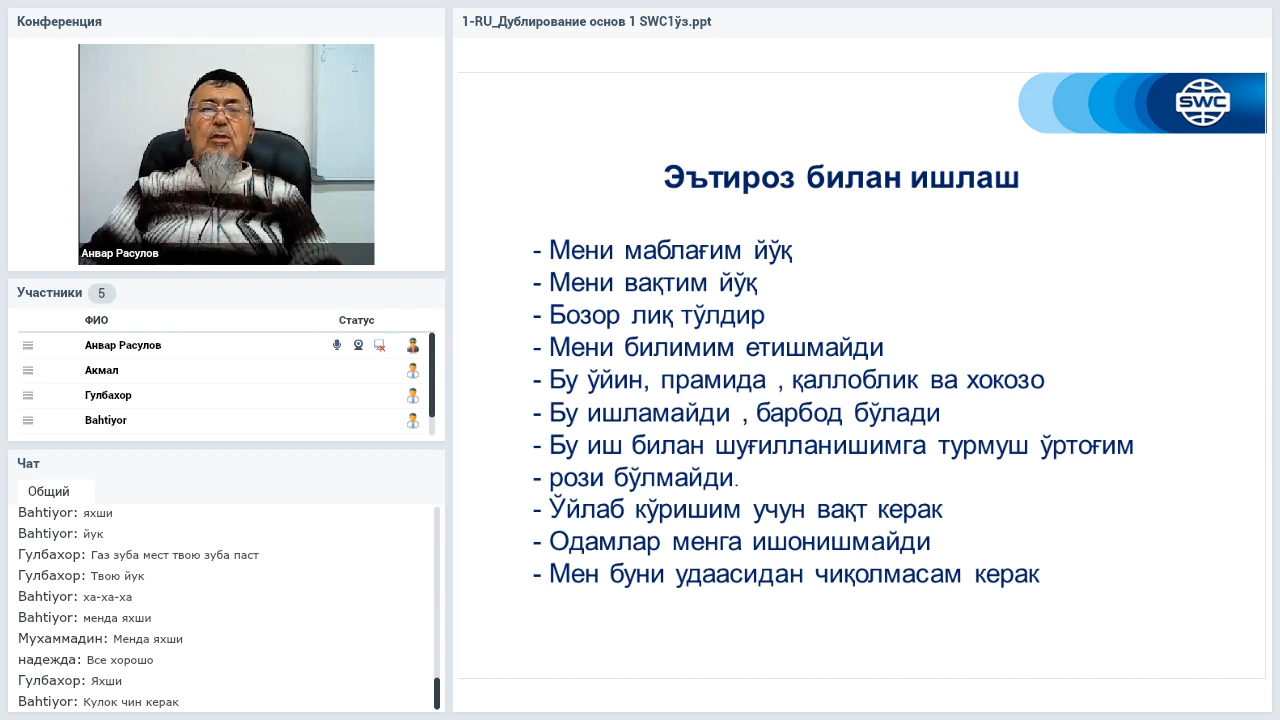 Конференция
Анвар Расулов
Участники 5
ФИО Статус
Анвар Расулов
Акмал
Гулбахор
Bahtiyor
Чат
Общий
Bahtiyor: яхши
Bahtiyor: йук
Гулбахор: Газ зуба мест твою зуба паст
Гулбахор: Твою йук
Bahtiyor: ха-ха-ха
Bahtiyor: менда яхши
Мухаммадин: Менда яхши
надежда: Все хорошо
Гулбахор: Яхши
Bahtiyor: Кулок чин керак
1-RU_Дублирование основ 1 SWC1ўз.ppt
SWC
Эътироз билан ишлаш
- Мени маблағим йўқ
- Мени вақтим йўқ
- Бозор лиқ тўлдир
- Мени билимим етишмайди
- Бу ўйин, прамида , қаллоблик ва хокозо
- Бу ишламайди , барбод бўлади
- Бу иш билан шуғилланишимга турмуш ўртоғим
- рози бўлмайди.
- Ўйлаб кўришим учун вақт керак
- Одамлар менга ишонишмайди
- Мен буни удаасидан чиқолмасам керак